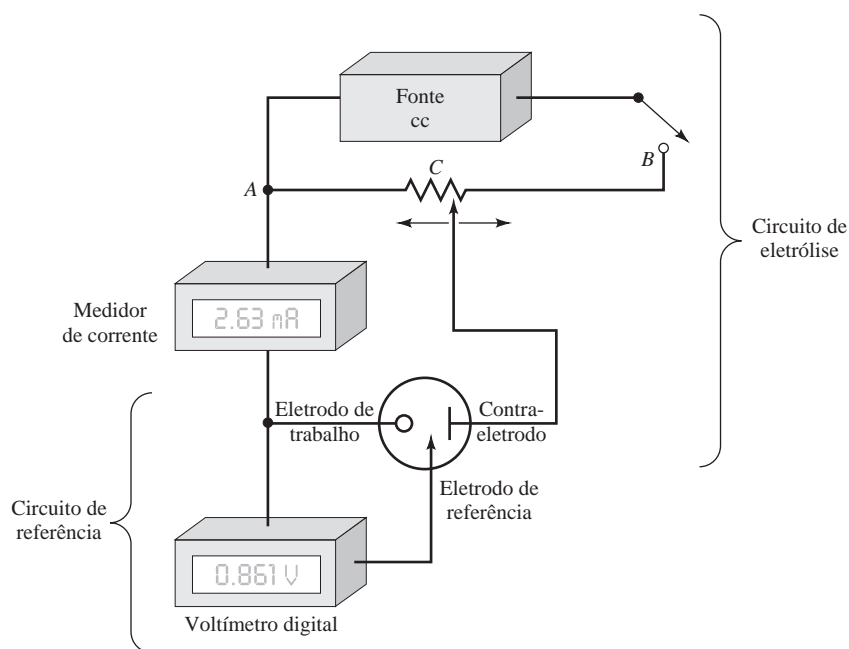 Fonte
cc
C
B
A
Circuito de
eletrólise
Medidor
de corrente
2.63 mA
Eletrodo de
trabalho
Contra-
eletrodo
Eletrodo de
referência
Circuito de
referência
0.861 V
Voltímetro digital